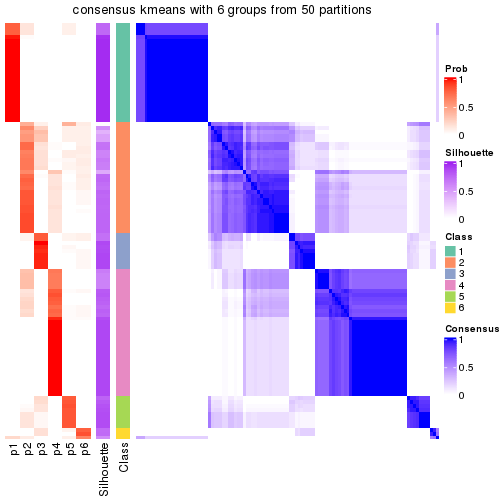 consensus kmeans with 6 groups from 50 partitions
Prob
1
0.5
0
Silhouette
1
0.5
0
Class
1
2
3
4
5
6
Consensus
1
0.5
0
p1
p2
p3
p4
p5
p6
Silhouette
Class